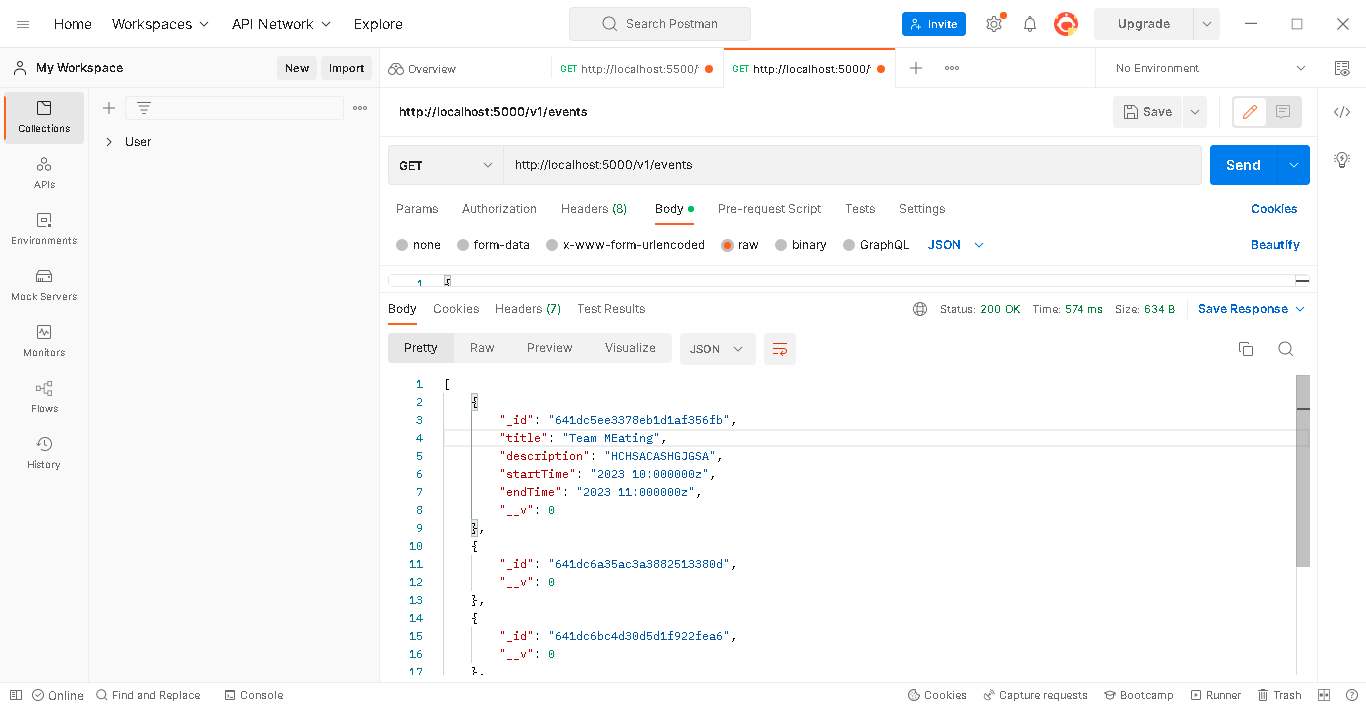 Home Workspaces API Network Explore Search Postman Invite Upgrade
My Workspace New Import Overview GET http://localhost:5500/ GET http://localhost:5000/ No Environment
Collections
User
http://localhost:5000/v1/events Save
APIs
GET http://localhost:5000/v1/events Send
Environments
Params Authorization Headers (8) Body Pre-request Script Tests Settings Cookies
none form-data x-www-form-urlencoded raw binary GraphQL JSON Beautify
Mock Servers
1 {
Body Cookies Headers (7) Test Results Status: 200 OK Time: 574 ms Size: 634 B Save Response
Monitors
Pretty Raw Preview Visualize JSON
Flows
History
1 [
2 {
3 "_id": "641dc5ee3378eb1d1af356fb",
4 "title": "Team MEating",
5 "description": "HCHSACASHGJGSA",
6 "startTime": "2023 10:000000z",
7 "endTime": "2023 11:000000z",
8 "__v": 0
9 },
10 {
11 "_id": "641dc6a35ac3a3882513380d",
12 "__v": 0
13 },
14 {
15 "_id": "641dc6bc4d30d5d1f922fea6",
16 "__v": 0
17 },
Online Find and Replace Console Cookies Capture requests Bootcamp Runner Trash